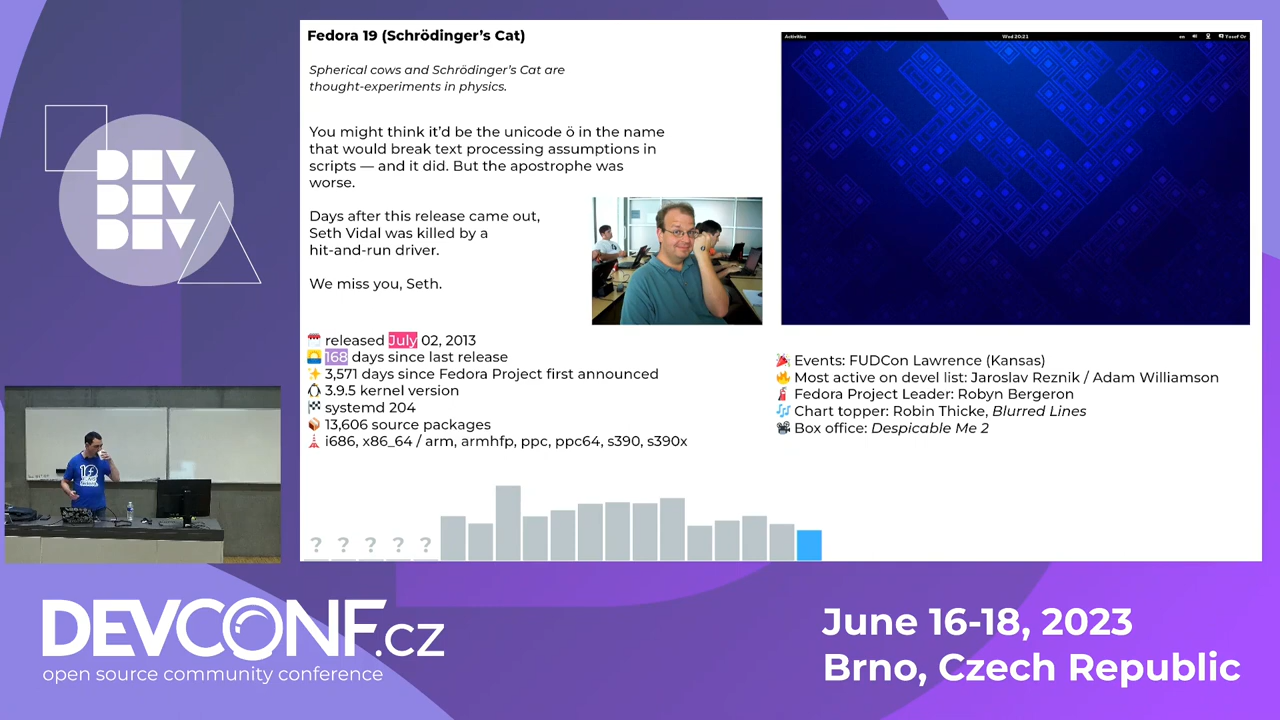 Fedora 19 (Schrödinger's Cat)
Spherical cows and Schrödinger's Cat are
thought-experiments in physics.
You might think it'd be the unicode ö in the name
that would break text processing assumptions in
scripts — and it did. But the apostrophe was
worse.
Days after this release came out,
Seth Vidal was killed by a
hit-and-run driver.
We miss you, Seth.
released July 02, 2013
168 days since last release
3,571 days since Fedora Project first announced
3.9.5 kernel version
systemd 204
13,606 source packages
i686, x86_64 / arm, armhfp, ppc, ppc64, s390, s390x
? ? ? ? ?
Activities
Wed 20:21
en
Yosef Or
Events: FUDCon Lawrence (Kansas)
Most active on devel list: Jaroslav Reznik / Adam Williamson
Fedora Project Leader: Robyn Bergeron
Chart topper: Robin Thicke, Blurred Lines
Box office: Despicable Me 2
DEV
DEV
DEV
DEVCONF.cz
open source community conference
June 16-18, 2023
Brno, Czech Republic